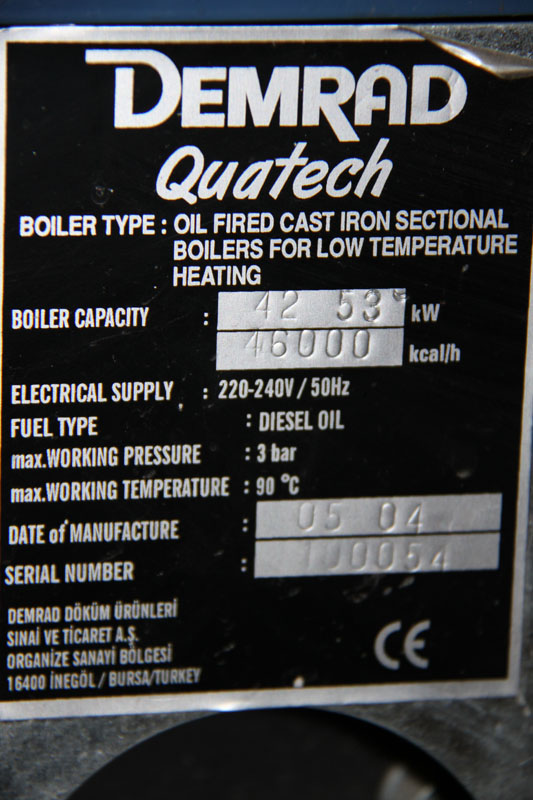 DEMRAD
Quatech
BOILER TYPE : OIL FIRED CAST IRON SECTIONAL
BOILERS FOR LOW TEMPERATURE
HEATING
BOILER CAPACITY : 42 53 kW
46000 kcal/h
ELECTRICAL SUPPLY : 220-240V / 50Hz
FUEL TYPE : DIESEL OIL
max.WORKING PRESSURE : 3 bar
max.WORKING TEMPERATURE : 90 °C
DATE of MANUFACTURE : 05 04
SERIAL NUMBER : 100054
DEMRAD DÖKÜM ÜRÜNLERİ
SINAİ VE TİCARET A.Ş.
ORGANİZE SANAYİ BÖLGESİ
16400 İNEGÖL / BURSA/TURKEY
CE